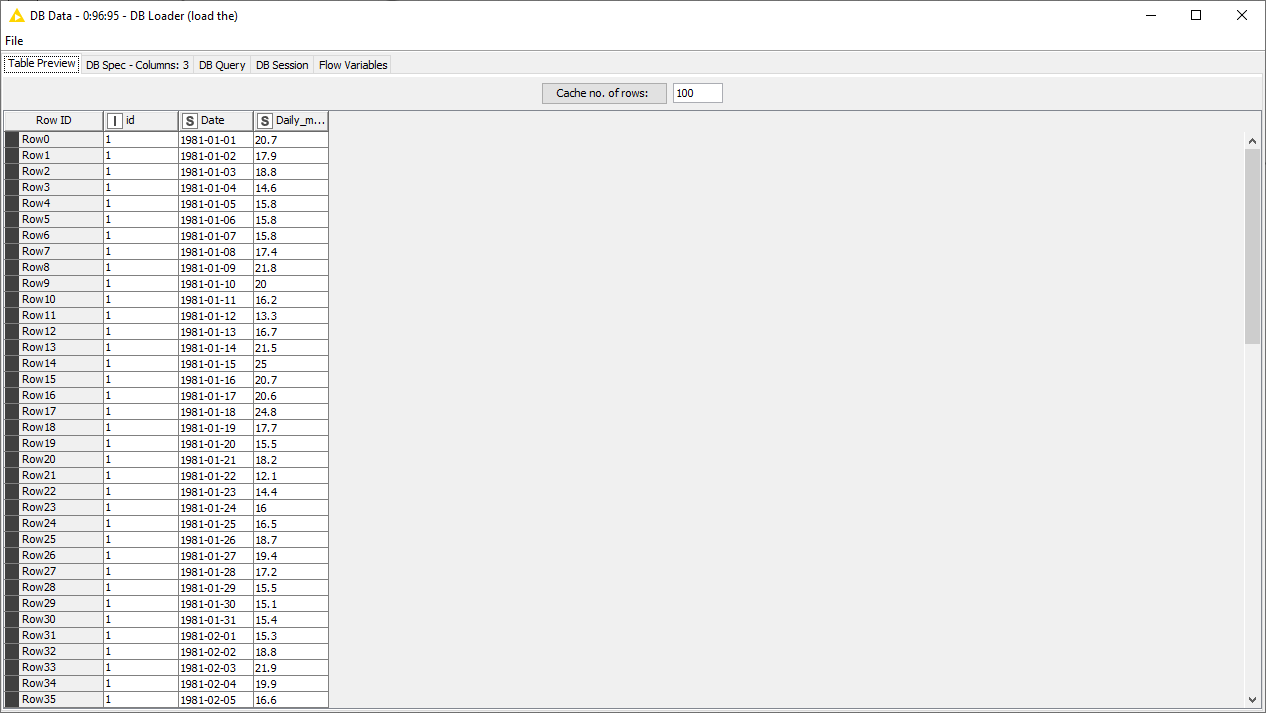 DB Data - 0:96:95 - DB Loader (load the)
File
Table Preview DB Spec - Columns: 3 DB Query DB Session Flow Variables
Cache no. of rows: 100
Row ID I id S Date S Daily_m...
Row0 1 1981-01-01 20.7
Row1 1 1981-01-02 17.9
Row2 1 1981-01-03 18.8
Row3 1 1981-01-04 14.6
Row4 1 1981-01-05 15.8
Row5 1 1981-01-06 15.8
Row6 1 1981-01-07 15.8
Row7 1 1981-01-08 17.4
Row8 1 1981-01-09 21.8
Row9 1 1981-01-10 20
Row10 1 1981-01-11 16.2
Row11 1 1981-01-12 13.3
Row12 1 1981-01-13 16.7
Row13 1 1981-01-14 21.5
Row14 1 1981-01-15 25
Row15 1 1981-01-16 20.7
Row16 1 1981-01-17 20.6
Row17 1 1981-01-18 24.8
Row18 1 1981-01-19 17.7
Row19 1 1981-01-20 15.5
Row20 1 1981-01-21 18.2
Row21 1 1981-01-22 12.1
Row22 1 1981-01-23 14.4
Row23 1 1981-01-24 16
Row24 1 1981-01-25 16.5
Row25 1 1981-01-26 18.7
Row26 1 1981-01-27 19.4
Row27 1 1981-01-28 17.2
Row28 1 1981-01-29 15.5
Row29 1 1981-01-30 15.1
Row30 1 1981-01-31 15.4
Row31 1 1981-02-01 15.3
Row32 1 1981-02-02 18.8
Row33 1 1981-02-03 21.9
Row34 1 1981-02-04 19.9
Row35 1 1981-02-05 16.6